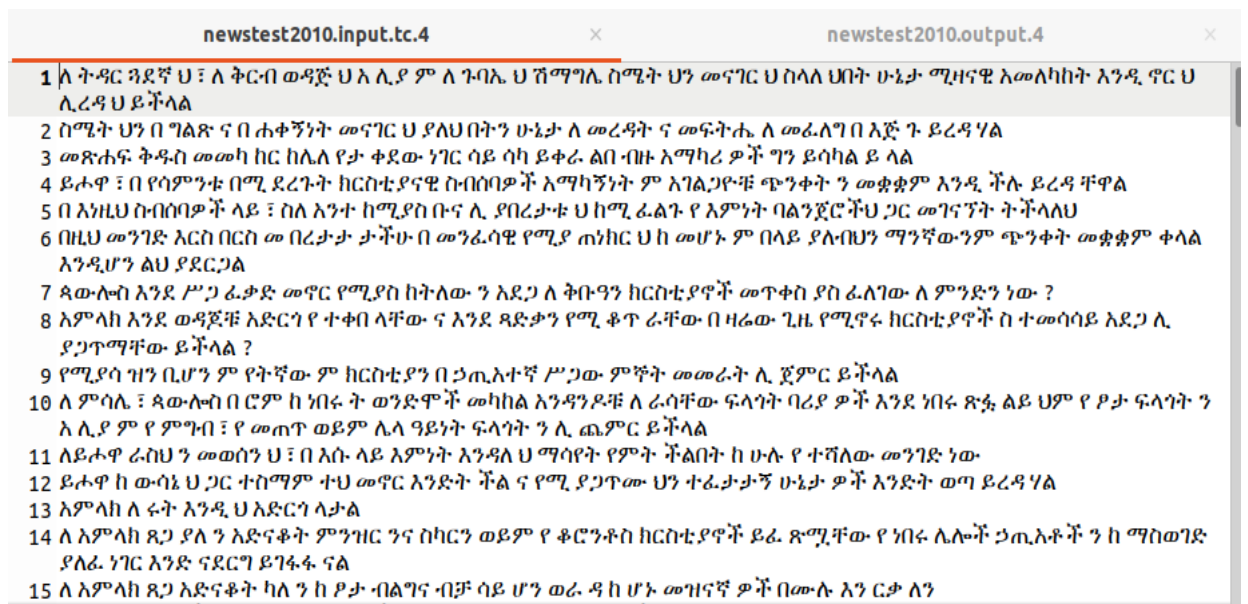 newstest2010.input.tc.4 × newstest2010.output.4 ×
1 ለ ትዳር ጓደኛ ህ ፣ ለ ቅርብ ወዳጅ ህ አ ሊያ ም ለ ጉባኤ ህ ሽማግሌ ስሜት ህን መናገር ህ ስላለ ህበት ሁኔታ ሚዛናዊ አመለካከት እንዲ ኖር ህ
ሊረዳ ህ ይችላል
2 ስሜት ህን በ ግልጽ ና በ ሐቀኝነት መናገር ህ ያለህ በትን ሁኔታ ለ መረዳት ና መፍትሔ ለ መፈለግ በ እጅ ጉ ይረዳ ሃል
3 መጽሐፍ ቅዱስ መመካ ከር ከሌለ የታ ቀደው ነገር ሳይ ሳካ ይቀራ ልበ ብዙ አማካሪ ዎች ግን ይሳካል ይ ላል
4 ይሖዋ ፣ በ የሳምንቱ በሚ ደረጉት ክርስቲያናዊ ስብሰባዎች አማካኝነት ም አገልጋዮቹ ጭንቀት ን መቋቋም እንዲ ችሉ ይረዳ ቸዋል
5 በ እነዚህ ስብሰባዎች ላይ ፣ ስለ አንተ ከሚያስ ቡና ሊ ያበረታቱ ህ ከሚ ፈልጉ የ እምነት ባልንጀሮችህ ጋር መገናኘት ትችላለህ
6 በዚህ መንገድ እርስ በርስ መ በረታታ ታችሁ በ መንፈሳዊ የሚያ ጠነክር ህ ከ መሆኑ ም በላይ ያለብህን ማንኛውንም ጭንቀት መቋቋም ቀላል
እንዲሆን ልህ ያደርጋል
7 ጳውሎስ እንደ ሥጋ ፈቃድ መኖር የሚያስ ከትለው ን አደጋ ለ ቅቡዓን ክርስቲያኖች መጥቀስ ያስ ፈለገው ለ ምንድን ነው ?
8 አምላክ እንደ ወዳጆቹ አድርጎ የ ተቀበ ላቸው ና እንደ ጻድቃን የሚ ቆጥ ራቸው በ ዛሬው ጊዜ የሚኖሩ ክርስቲያኖች ስ ተመሳሳይ አደጋ ሊ
ያጋጥማቸው ይችላል ?
9 የሚያሳ ዝን ቢሆን ም የትኛው ም ክርስቲያን በ ኃጢአተኛ ሥጋው ምኞት መመራት ሊ ጀምር ይችላል
10 ለ ምሳሌ ፣ ጳውሎስ በ ሮም ከ ነበሩ ት ወንድሞች መካከል አንዳንዶቹ ለ ራሳቸው ፍላጎት ባሪያ ዎች እንደ ነበሩ ጽፏ ልይ ህም የ ፆታ ፍላጎት ን
አ ሊያ ም የ ምግብ ፣ የ መጠጥ ወይም ሌላ ዓይነት ፍላጎት ን ሊ ጨምር ይችላል
11 ለይሖዋ ራስህ ን መወሰን ህ ፣ በ እሱ ላይ እምነት እንዳለ ህ ማሳየት የምት ችልበት ከ ሁሉ የ ተሻለው መንገድ ነው
12 ይሖዋ ከ ውሳኔ ህ ጋር ተስማም ተህ መኖር እንድት ችል ና የሚ ያጋጥሙ ህን ተፈታታኝ ሁኔታ ዎች እንድት ወጣ ይረዳ ሃል
13 አምላክ ለ ሩት እንዲ ህ አድርጎ ላታል
14 ለ አምላክ ጸጋ ያለ ን አድናቆት ምንዝር ንና ስካርን ወይም የ ቆሮንቶስ ክርስቲያኖች ይፈ ጽሟቸው የ ነበሩ ሌሎች ኃጢአቶች ን ከ ማስወገድ
ያለፈ ነገር እንድ ናደርግ ይገፋፋ ናል
15 ለ አምላክ ጸጋ አድናቆት ካለ ን ከ ፆታ ብልግና ብቻ ሳይ ሆን ወራ ዳ ከ ሆኑ መዝናኛ ዎች በሙሉ እን ርቃ ለን